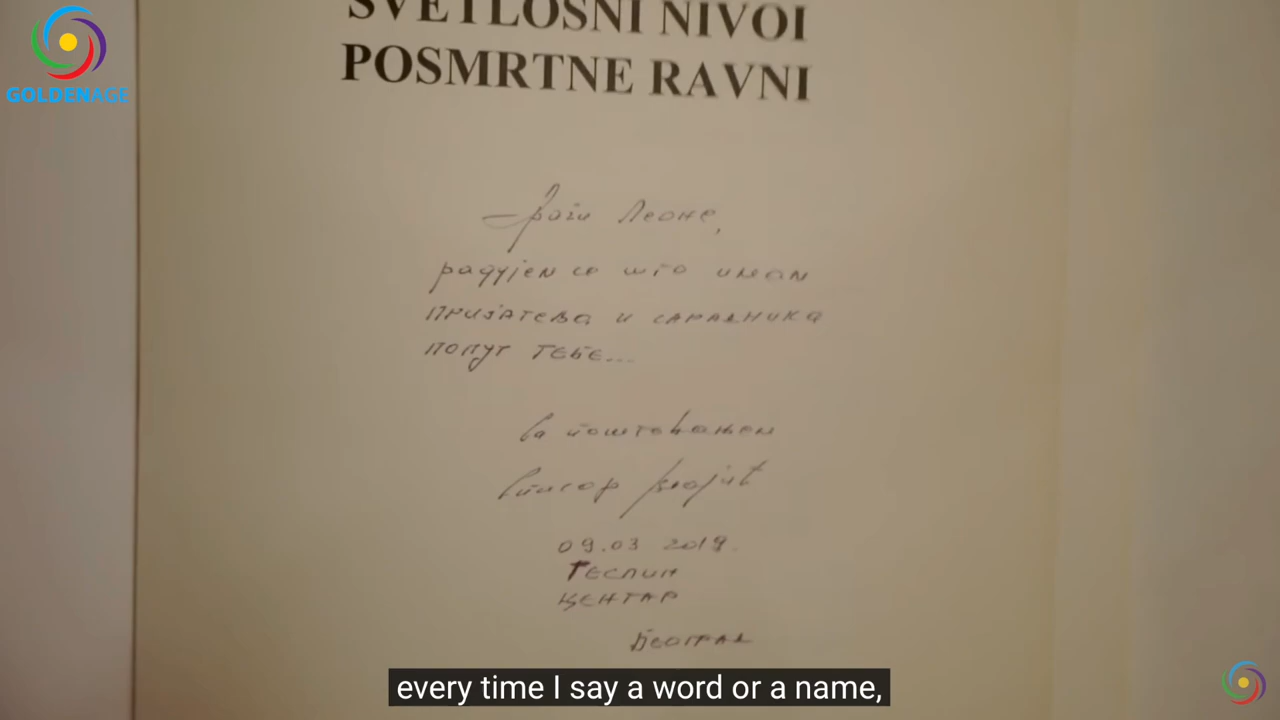 GOLDENAGE
SVETLOSNI NIVOI
POSMRTNE RAVNI
Драги Леоне,
радујем се што имам
пријатеља и сарадника
попут тебе...
са поштовањем
09.03 2019.
Теслин
центар
Београд
every time I say a word or a name,